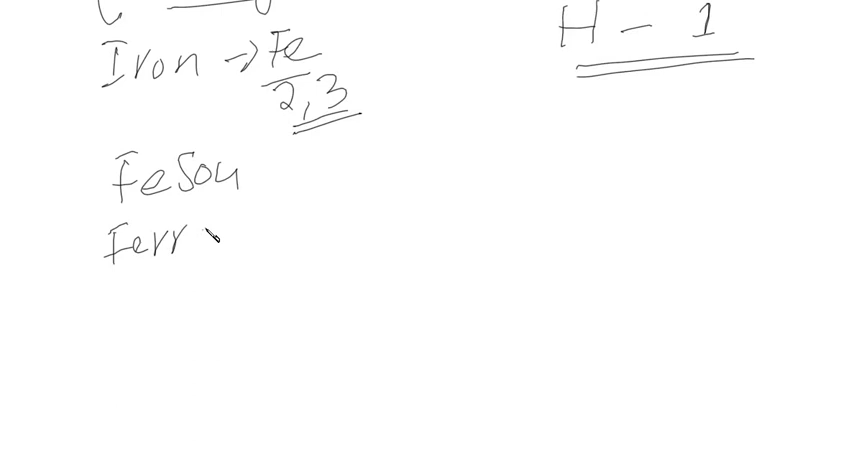 Iron → Fe
2,3
H - 1
FeSO4
Ferr